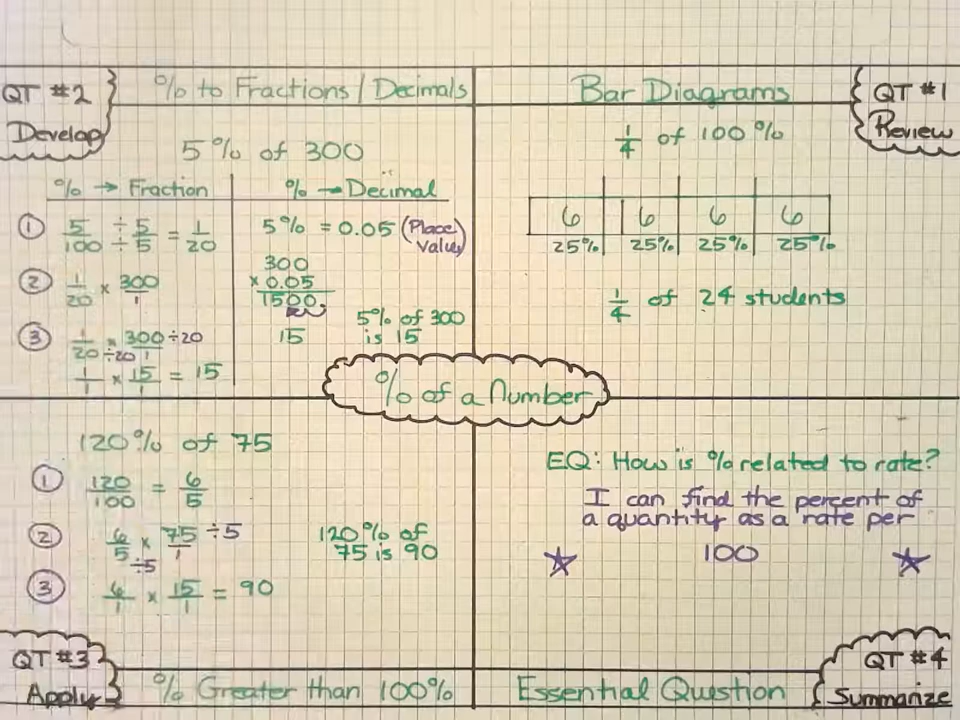 QT #2
Develop
% to Fractions / Decimals
5% of 300
% → Fraction
% → Decimal
① 5/100 ÷5/÷5 = 1/20
5% = 0.05 (Place Value)
② 1/20 × 300/1
300
× 0.05
1500.
15
5% of 300
is 15
③ 1/20÷20 × 300÷20/1
1/1 × 15/1 = 15
Bar Diagrams
QT #1
Review
1/4 of 100%
6 6 6 6
25% 25% 25% 25%
1/4 of 24 students
% of a Number
120% of 75
① 120/100 = 6/5
② 6/5÷5 × 75÷5/1
120% of
75 is 90
③ 6/1 × 15/1 = 90
QT #3
Apply
% Greater than 100%
EQ: How is % related to rate?
I can find the percent of
a quantity as a rate per
100
Essential Question
QT #4
Summarize